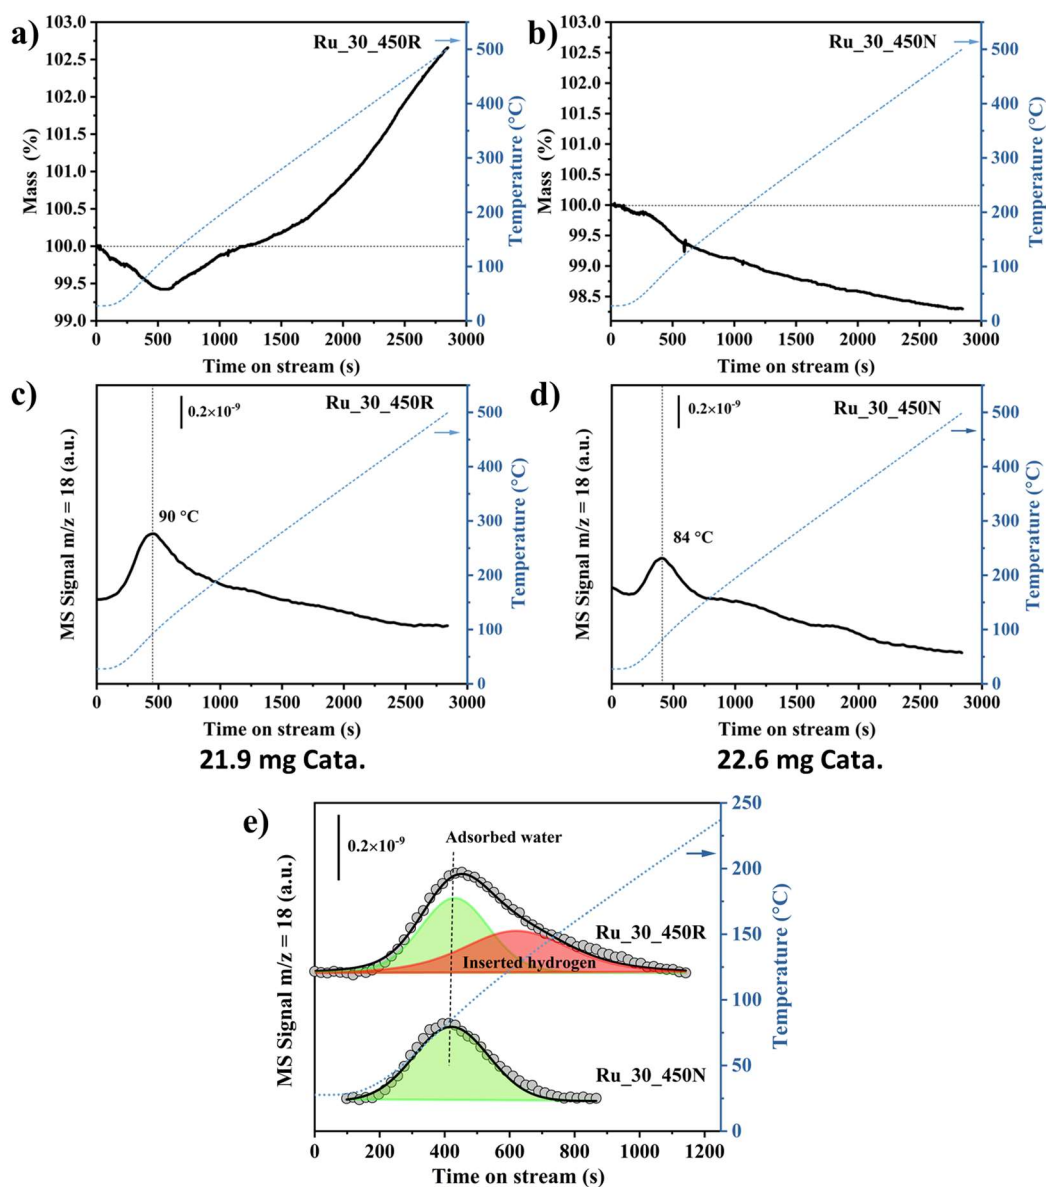 a)
Ru_30_450R
Mass (%)
103.0
102.5
102.0
101.5
101.0
100.5
100.0
99.5
99.0
0 500 1000 1500 2000 2500 3000
Time on stream (s)
500
400
300
200
100
0
Temperature (°C)
b)
Ru_30_450N
Mass (%)
103.0
102.5
102.0
101.5
101.0
100.5
100.0
99.5
99.0
98.5
0 500 1000 1500 2000 2500 3000
Time on stream (s)
500
400
300
200
100
0
Temperature (°C)
c)
0.2×10⁻⁹
Ru_30_450R
MS Signal m/z = 18 (a.u.)
90 °C
0 500 1000 1500 2000 2500 3000
Time on stream (s)
500
400
300
200
100
0
Temperature (°C)
21.9 mg Cata.
d)
0.2×10⁻⁹
Ru_30_450N
MS Signal m/z = 18 (a.u.)
84 °C
0 500 1000 1500 2000 2500 3000
Time on stream (s)
500
400
300
200
100
0
Temperature (°C)
22.6 mg Cata.
e)
0.2×10⁻⁹
Adsorbed water
MS Signal m/z = 18 (a.u.)
Ru_30_450R
Inserted hydrogen
Ru_30_450N
0 200 400 600 800 1000 1200
Time on stream (s)
250
200
150
100
50
0
Temperature (°C)